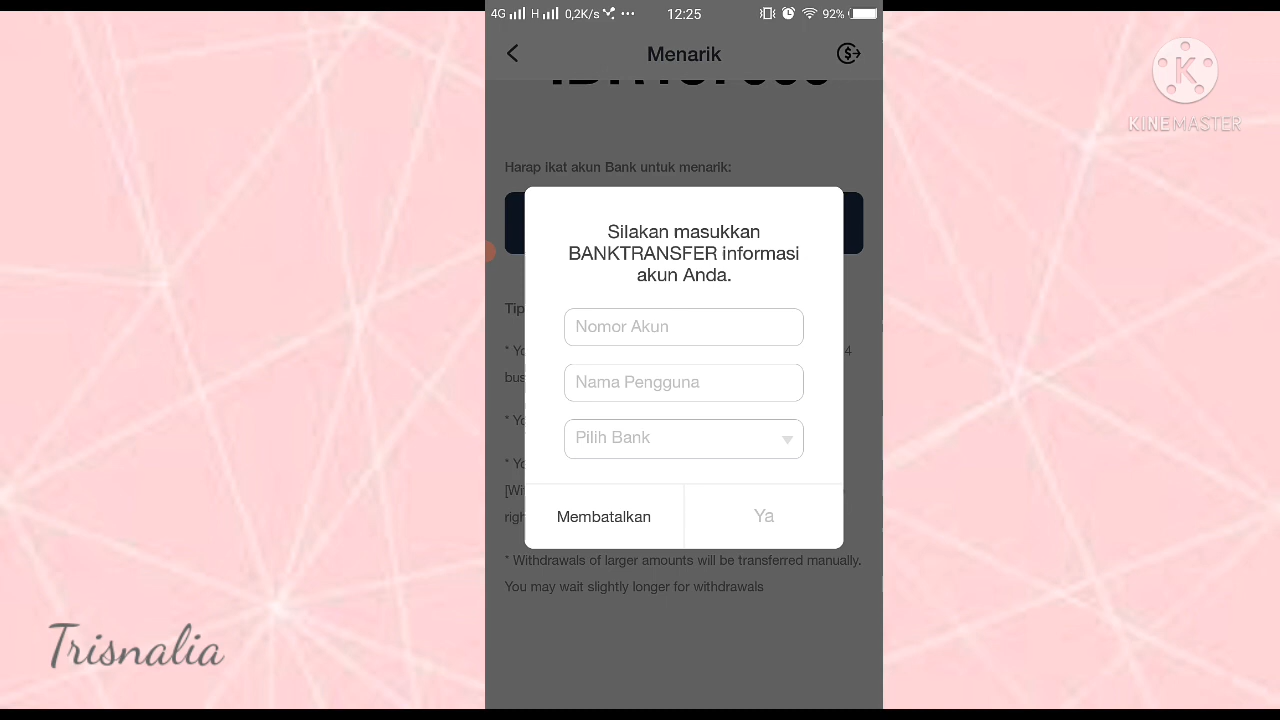 4G H 0,2K/s 12:25 92%
KINEMASTER
Menarik
Harap Ikat akun Bank untuk menarik:
Silakan masukkan
BANKTRANSFER informasi
akun Anda.
Nomor Akun
Nama Pengguna
Pilih Bank
Membatalkan Ya
* Withdrawals of larger amounts will be transferred manually.
You may wait slightly longer for withdrawals
Trisnalia